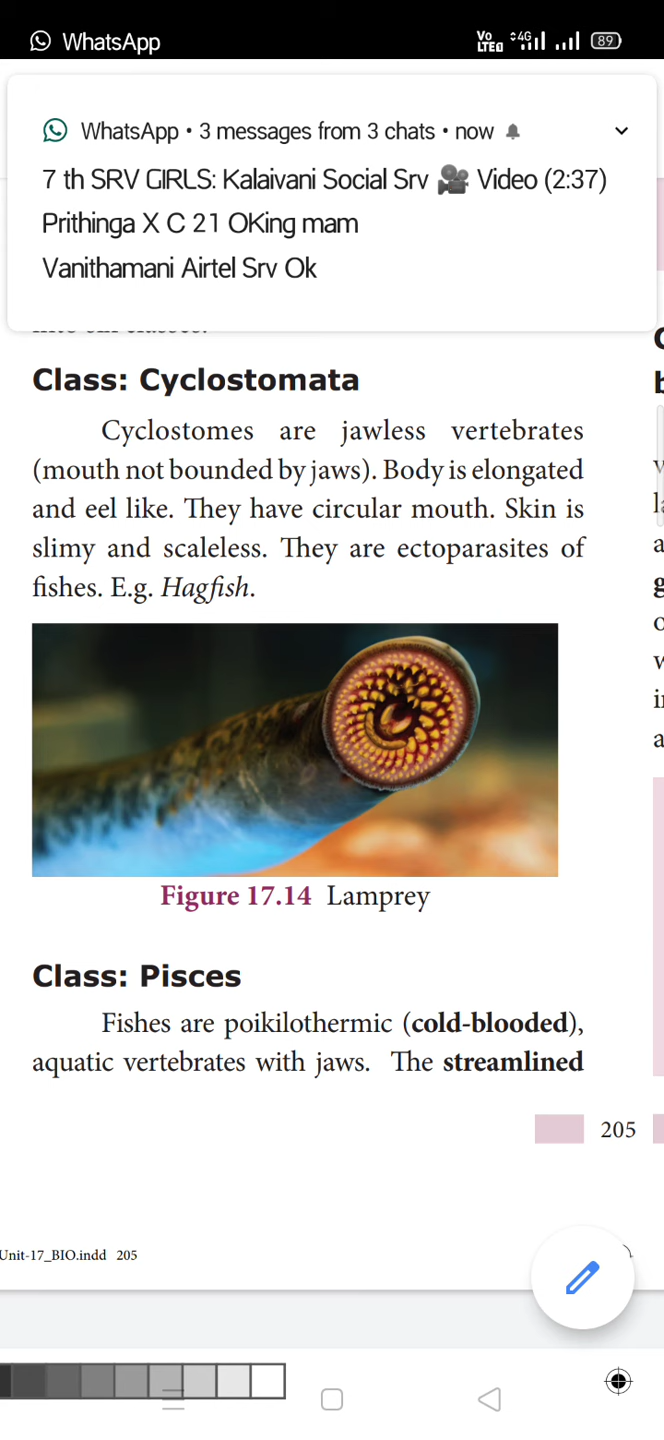 WhatsApp
Vo LTE 4G 89
WhatsApp • 3 messages from 3 chats • now
7 th SRV GIRLS: Kalaivani Social Srv 🎥 Video (2:37)
Prithinga X C 21 OKing mam
Vanithamani Airtel Srv Ok
Class: Cyclostomata
Cyclostomes are jawless vertebrates
(mouth not bounded by jaws). Body is elongated
and eel like. They have circular mouth. Skin is
slimy and scaleless. They are ectoparasites of
fishes. E.g. Hagfish.
Figure 17.14 Lamprey
Class: Pisces
Fishes are poikilothermic (cold-blooded),
aquatic vertebrates with jaws. The streamlined
205
Unit-17_BIO.indd 205